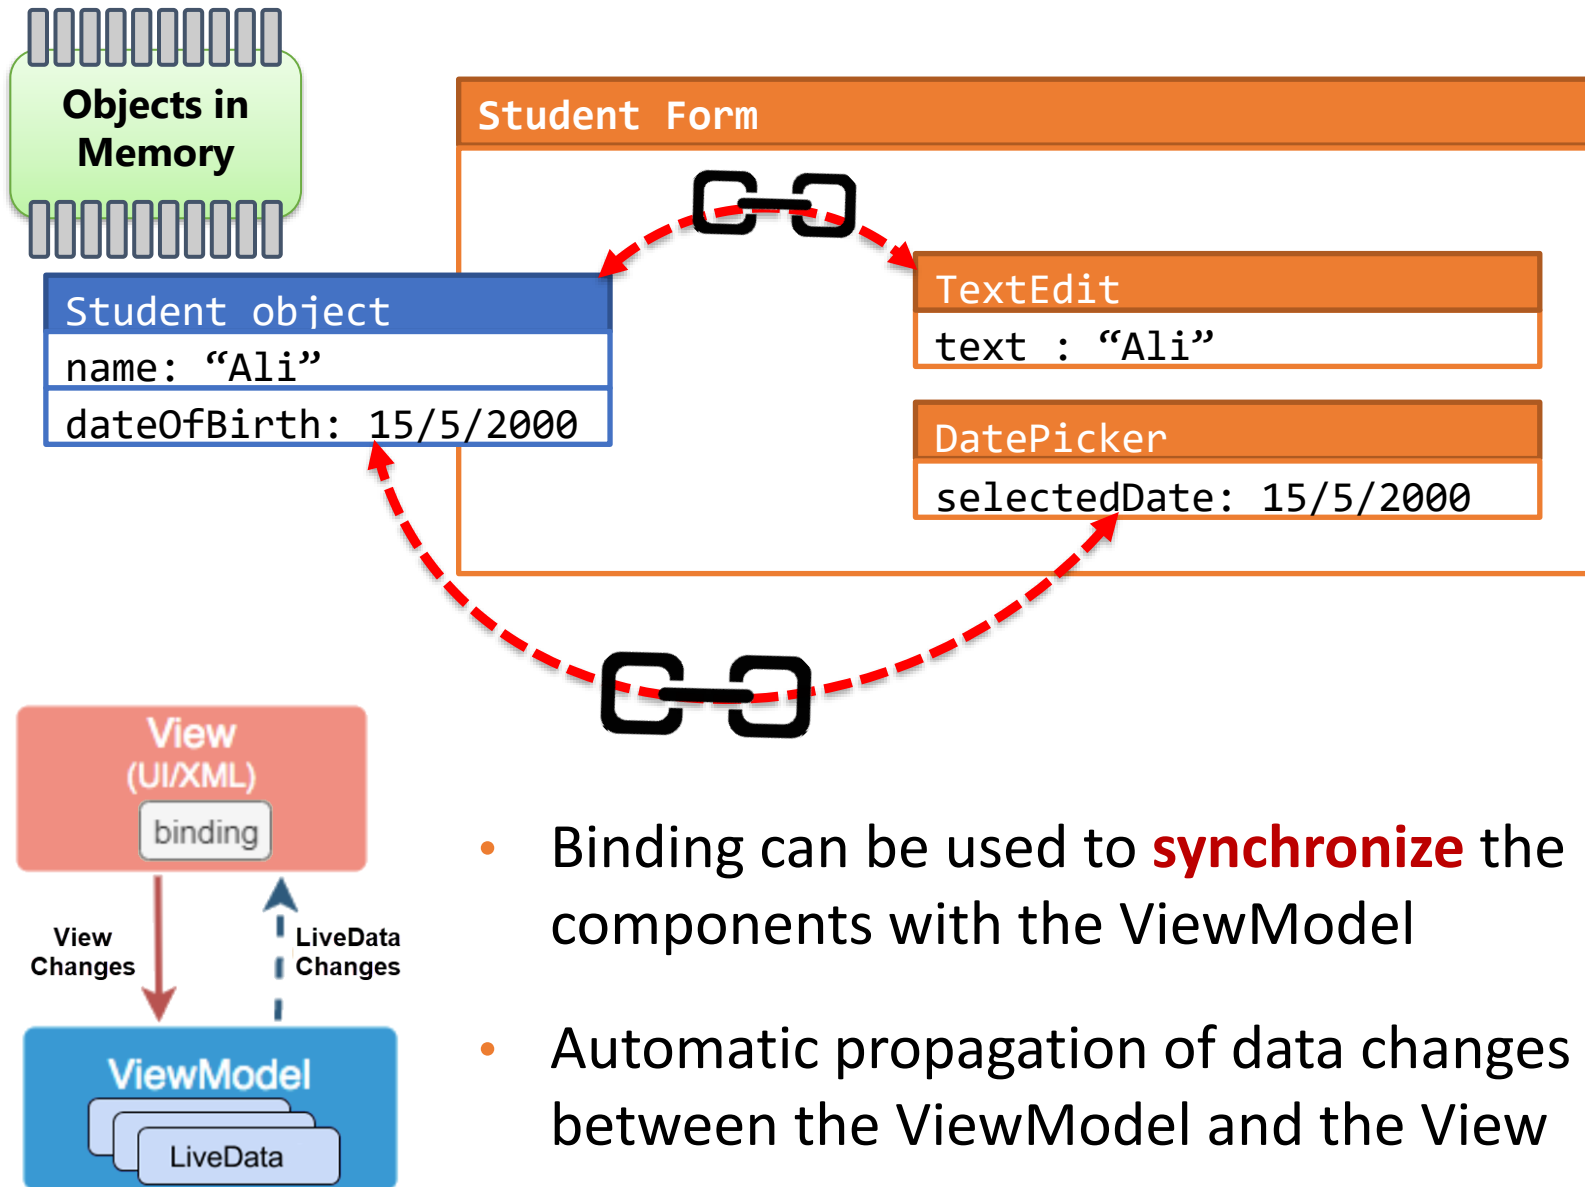 Objects in
Memory
Student Form
Student object
name: “Ali”
dateOfBirth: 15/5/2000
TextEdit
text : “Ali”
DatePicker
selectedDate: 15/5/2000
View
(UI/XML)
binding
View
Changes
LiveData
Changes
ViewModel
LiveData
• Binding can be used to synchronize the
components with the ViewModel
• Automatic propagation of data changes
between the ViewModel and the View